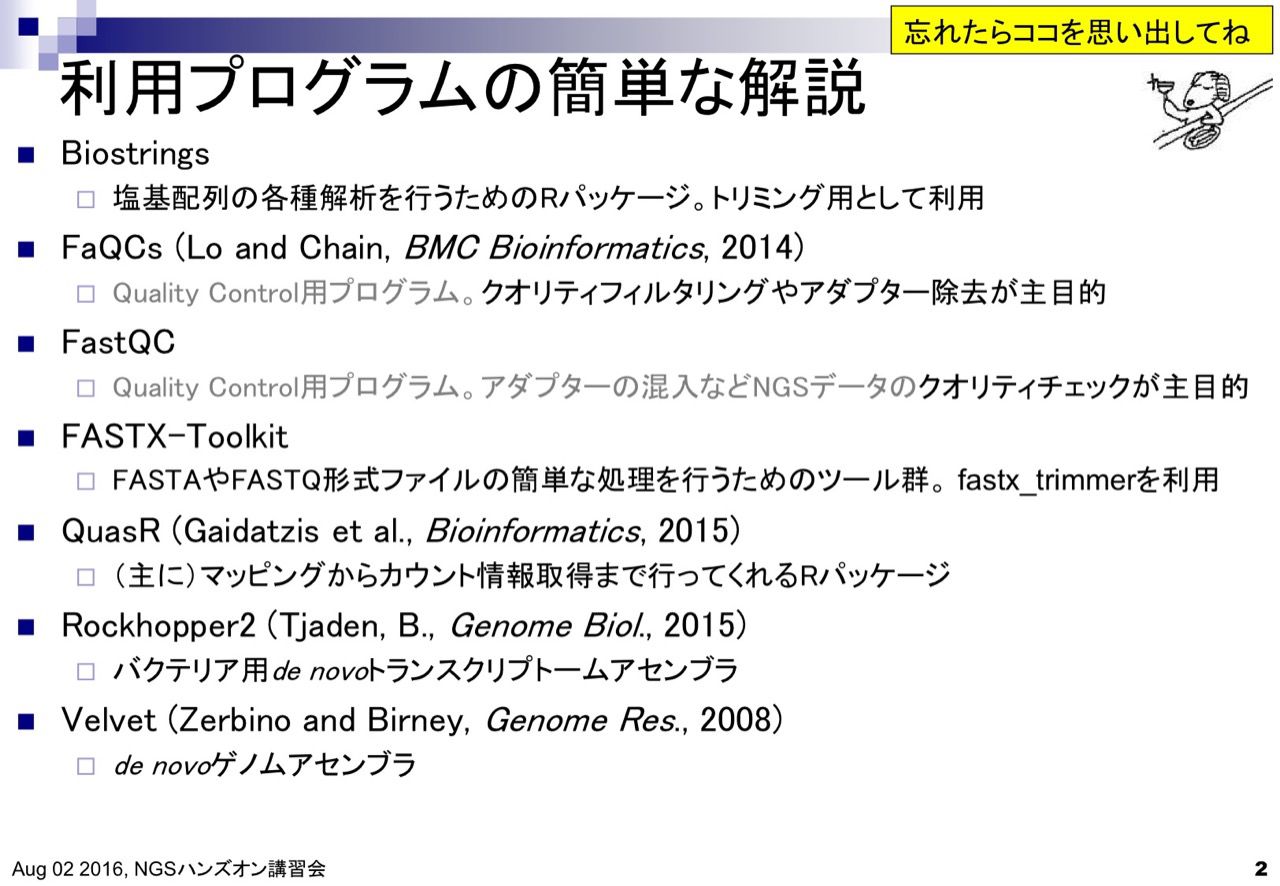 忘れたらココを思い出してね
利用プログラムの簡単な解説
Biostrings
塩基配列の各種解析を行うためのRパッケージ。トリミング用として利用
FaQCs (Lo and Chain, BMC Bioinformatics, 2014)
Quality Control用プログラム。クオリティフィルタリングやアダプター除去が主目的
FastQC
Quality Control用プログラム。アダプターの混入などNGSデータのクオリティチェックが主目的
FASTX-Toolkit
FASTAやFASTQ形式ファイルの簡単な処理を行うためのツール群。fastx_trimmerを利用
QuasR (Gaidatzis et al., Bioinformatics, 2015)
（主に）マッピングからカウント情報取得まで行ってくれるRパッケージ
Rockhopper2 (Tjaden, B., Genome Biol., 2015)
バクテリア用de novoトランスクリプトームアセンブラ
Velvet (Zerbino and Birney, Genome Res., 2008)
de novoゲノムアセンブラ
Aug 02 2016, NGSハンズオン講習会
2